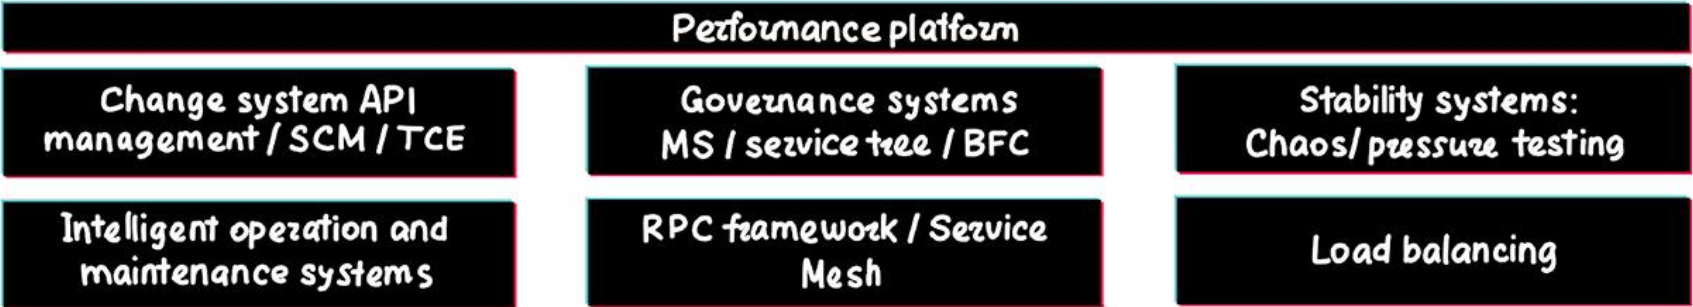 Performance platform
Change system API
management / SCM / TCE
Governance systems
MS / service tree / BFC
Stability systems:
Chaos/ pressure testing
Intelligent operation and
maintenance systems
RPC framework / Service
Mesh
Load balancing